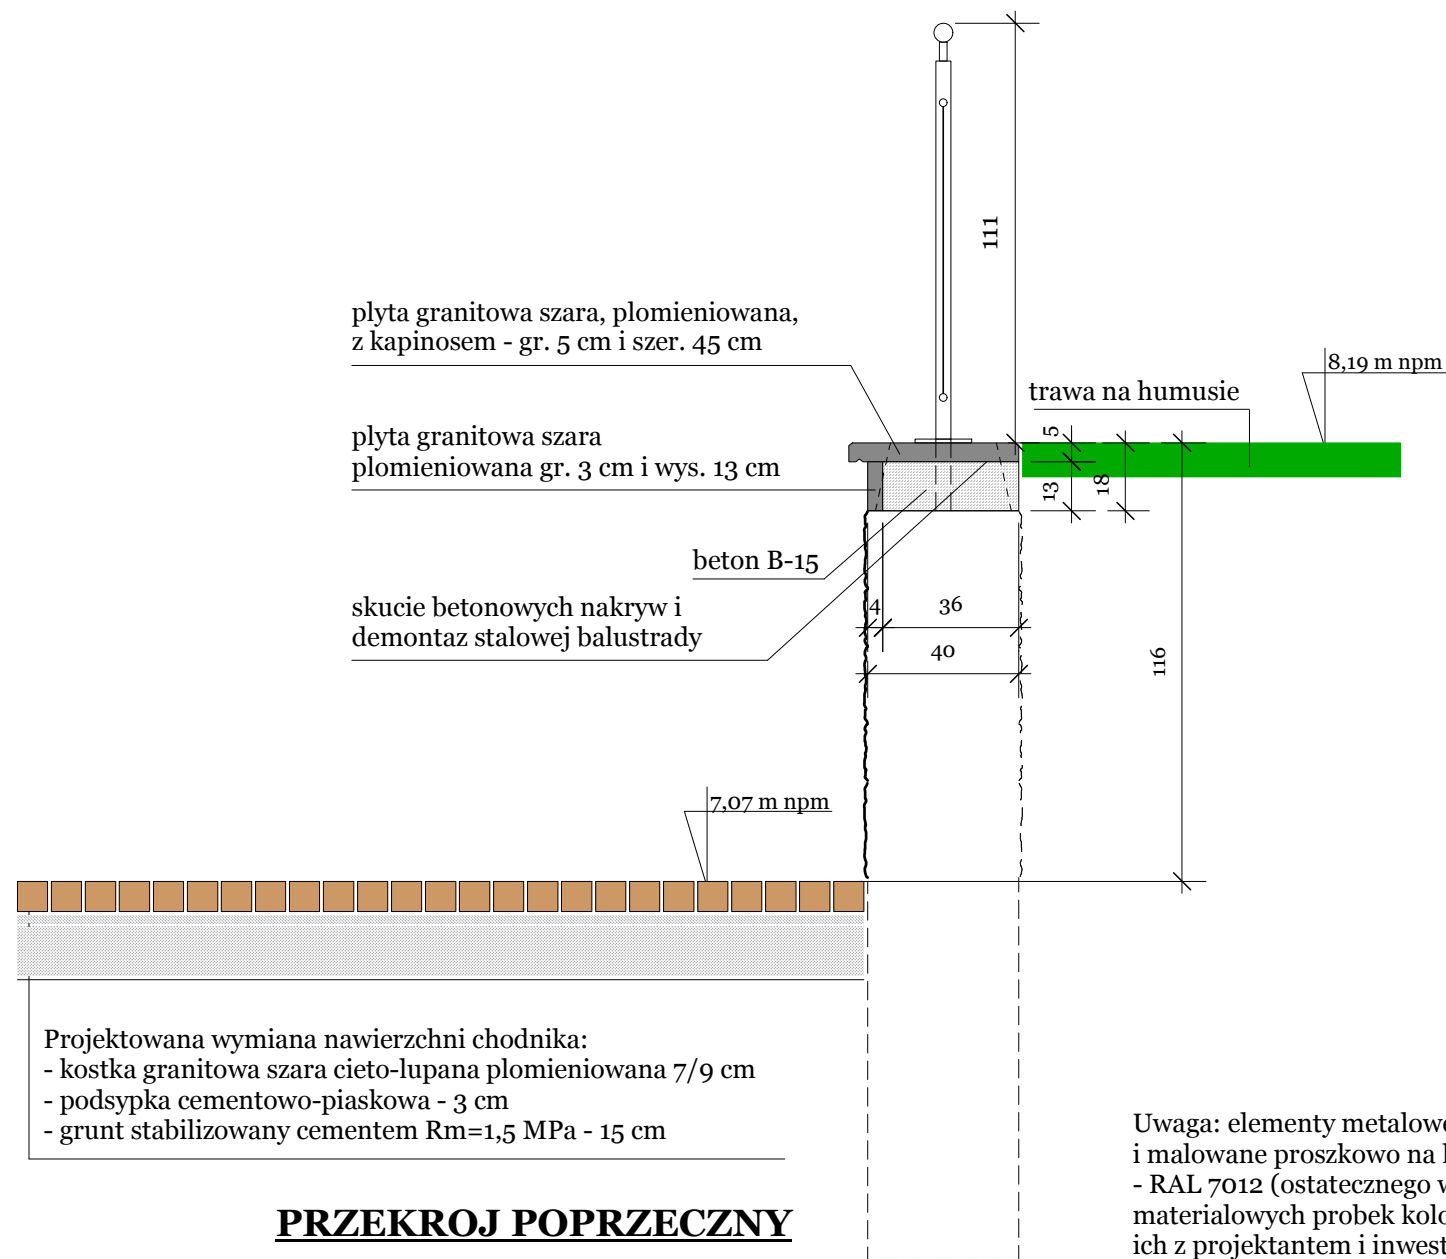 111
plyta granitowa szara, plomieniowana,
z kapinosem - gr. 5 cm i szer. 45 cm
8,19 m npm
trawa na humusie
plyta granitowa szara
plomieniowana gr. 3 cm i wys. 13 cm
5
13
18
beton B-15
skucie betonowych nakryw i
demontaz stalowej balustrady
4
36
40
116
7,07 m npm
Projektowana wymiana nawierzchni chodnika:
- kostka granitowa szara cieto-lupana plomieniowana 7/9 cm
- podsypka cementowo-piaskowa - 3 cm
- grunt stabilizowany cementem Rm=1,5 MPa - 15 cm
PRZEKROJ POPRZECZNY
Uwaga: elementy metalowe
i malowane proszkowo na
- RAL 7012 (ostatecznego
materialowych probek
ich z projektantem i